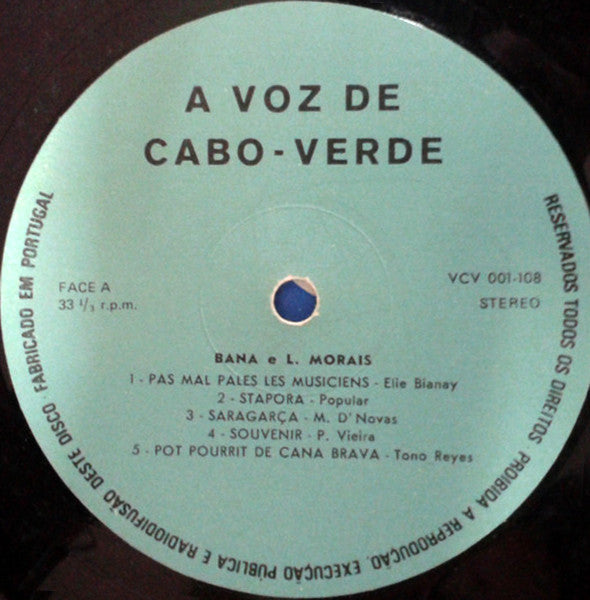 A VOZ DE
CABO-VERDE
FACE A
33 1/3 r.p.m.
VCV 001-108
STEREO
BANA e L. MORAIS
1 - PAS MAL PALES LES MUSICIENS - Elie Bianay
2 - STAPORA - Popular
3 - SARAGARÇA - M. D'Novas
4 - SOUVENIR - P. Vieira
5 - POT POURRIT DE CANA BRAVA - Tono Reyes
RESERVADOS TODOS OS DIREITOS PROIBIDA A REPRODUÇÃO. EXECUÇÃO PÚBLICA E RADIODIFUSÃO DESTE DISCO FABRICADO EM PORTUGAL